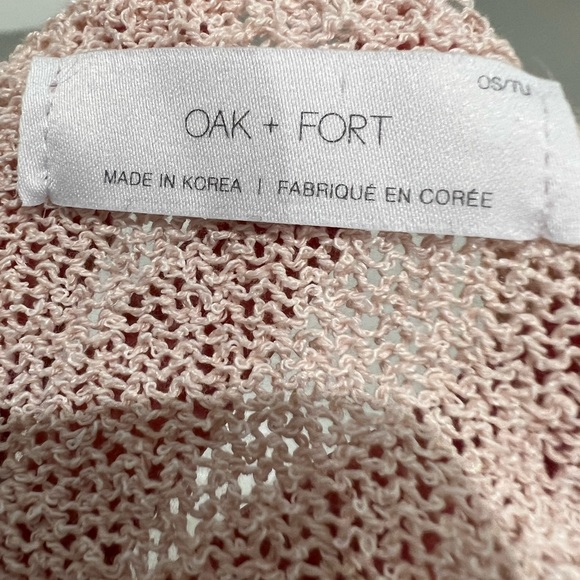 OS/TU
OAK + FORT
MADE IN KOREA | FABRIQUÉ EN CORÉE